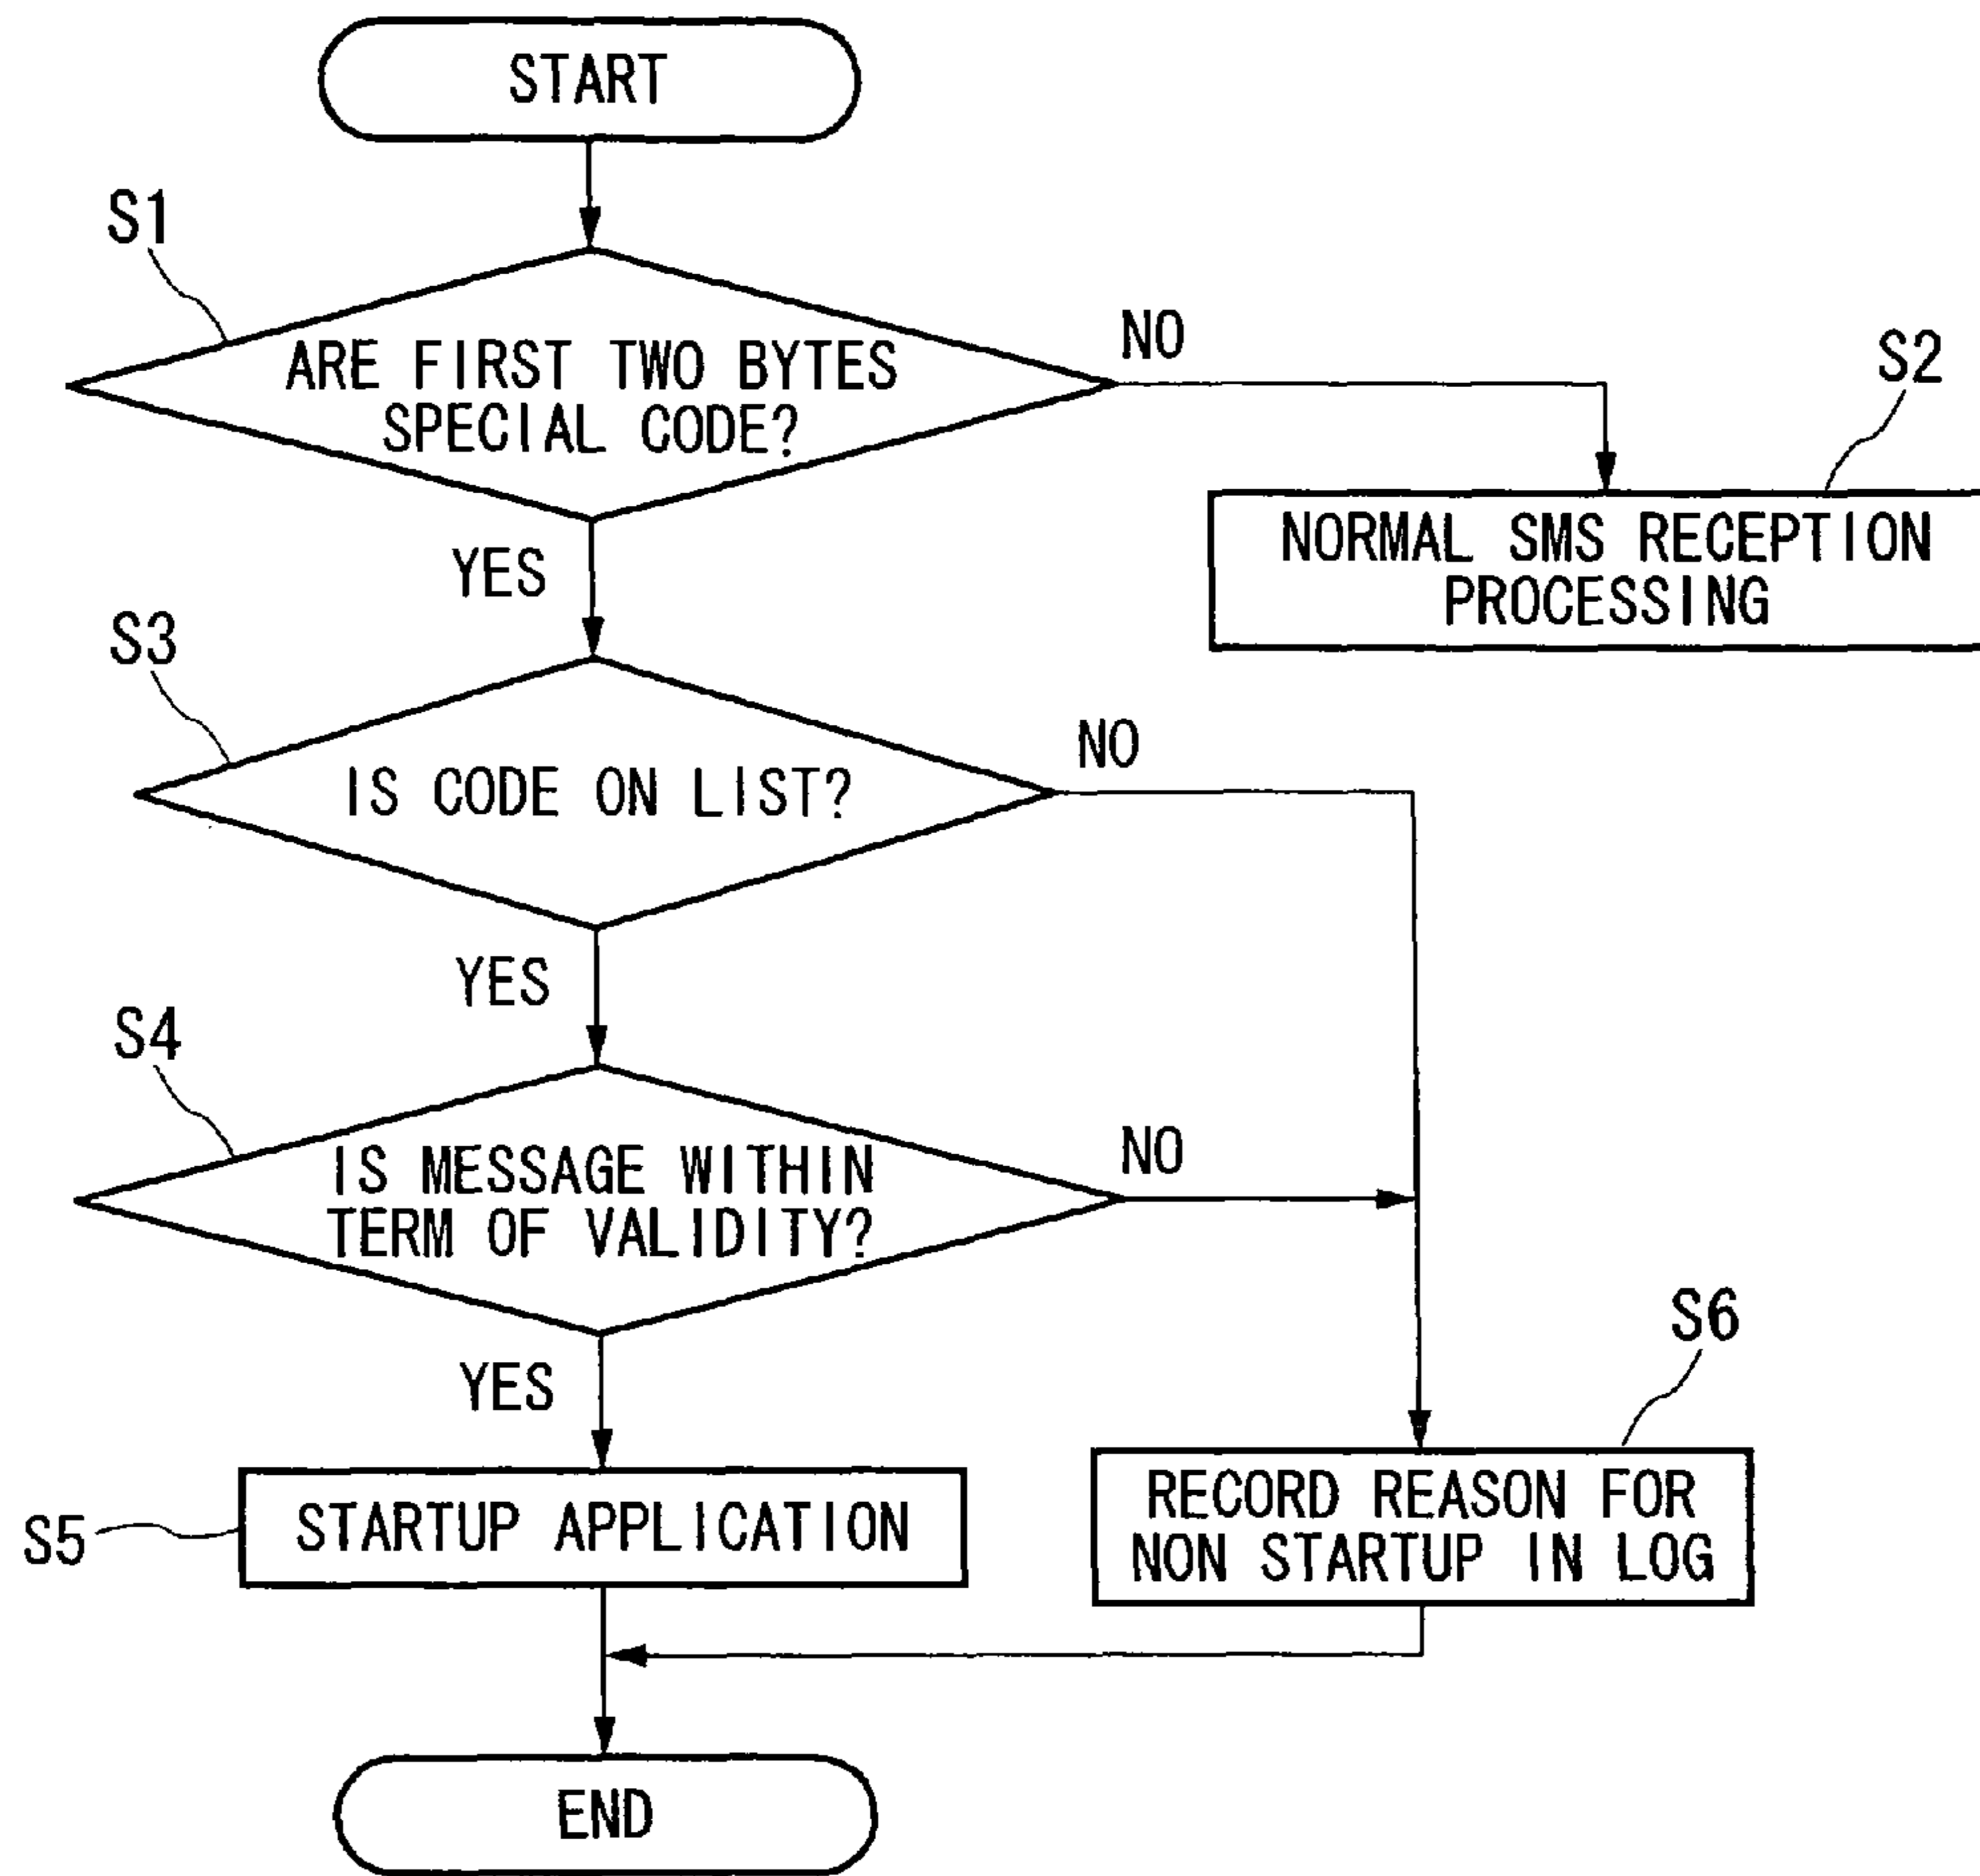 START
S1
ARE FIRST TWO BYTES
SPECIAL CODE?
NO
S2
NORMAL SMS RECEPTION
PROCESSING
YES
S3
IS CODE ON LIST?
NO
YES
S4
IS MESSAGE WITHIN
TERM OF VALIDITY?
NO
YES
S6
S5
STARTUP APPLICATION
RECORD REASON FOR
NON STARTUP IN LOG
END